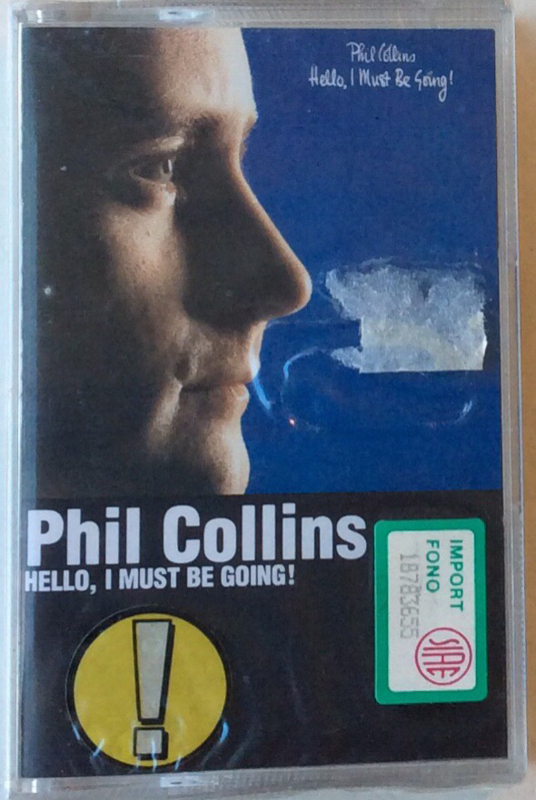 Phil Collins
Hello, I Must Be Going!
Phil Collins
HELLO, I MUST BE GOING!
IMPORT
FONO
18783655
SIAE
!